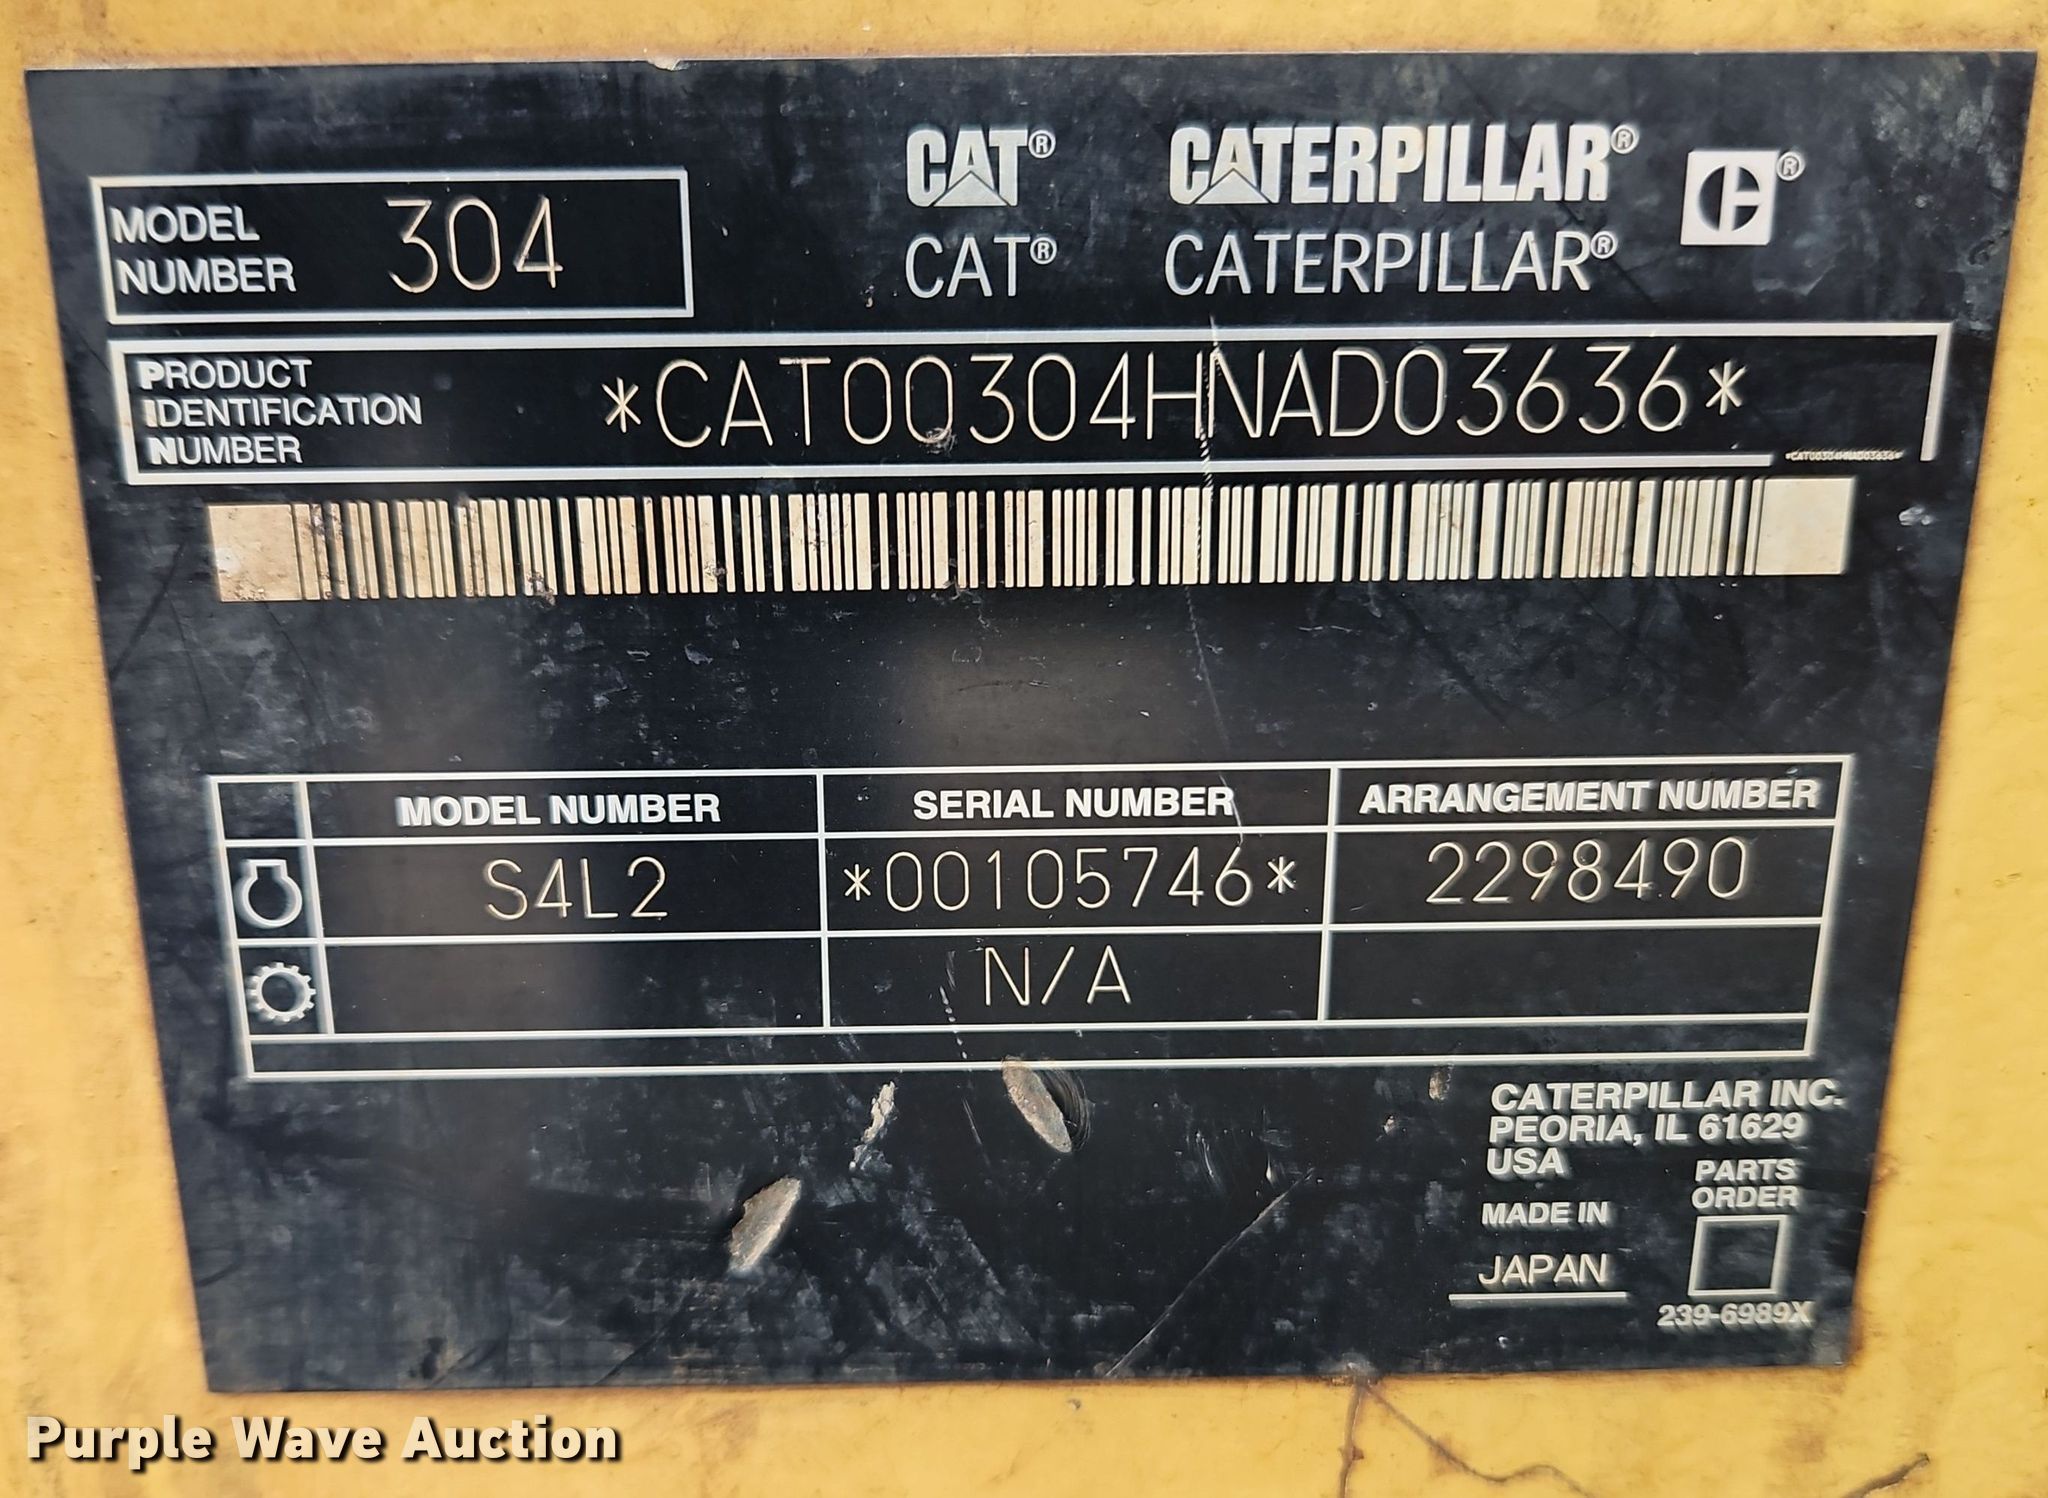 CAT® CATERPILLAR® ®
MODEL
NUMBER 304
CAT® CATERPILLAR®
PRODUCT
IDENTIFICATION
NUMBER
*CAT00304HNAD03636*
*CAT00304HNAD03636*
MODEL NUMBER SERIAL NUMBER ARRANGEMENT NUMBER
S4L2 *00105746* 2298490
N/A
CATERPILLAR INC.
PEORIA, IL 61629
USA
PARTS
ORDER
MADE IN
JAPAN
239-6989X
Purple Wave Auction